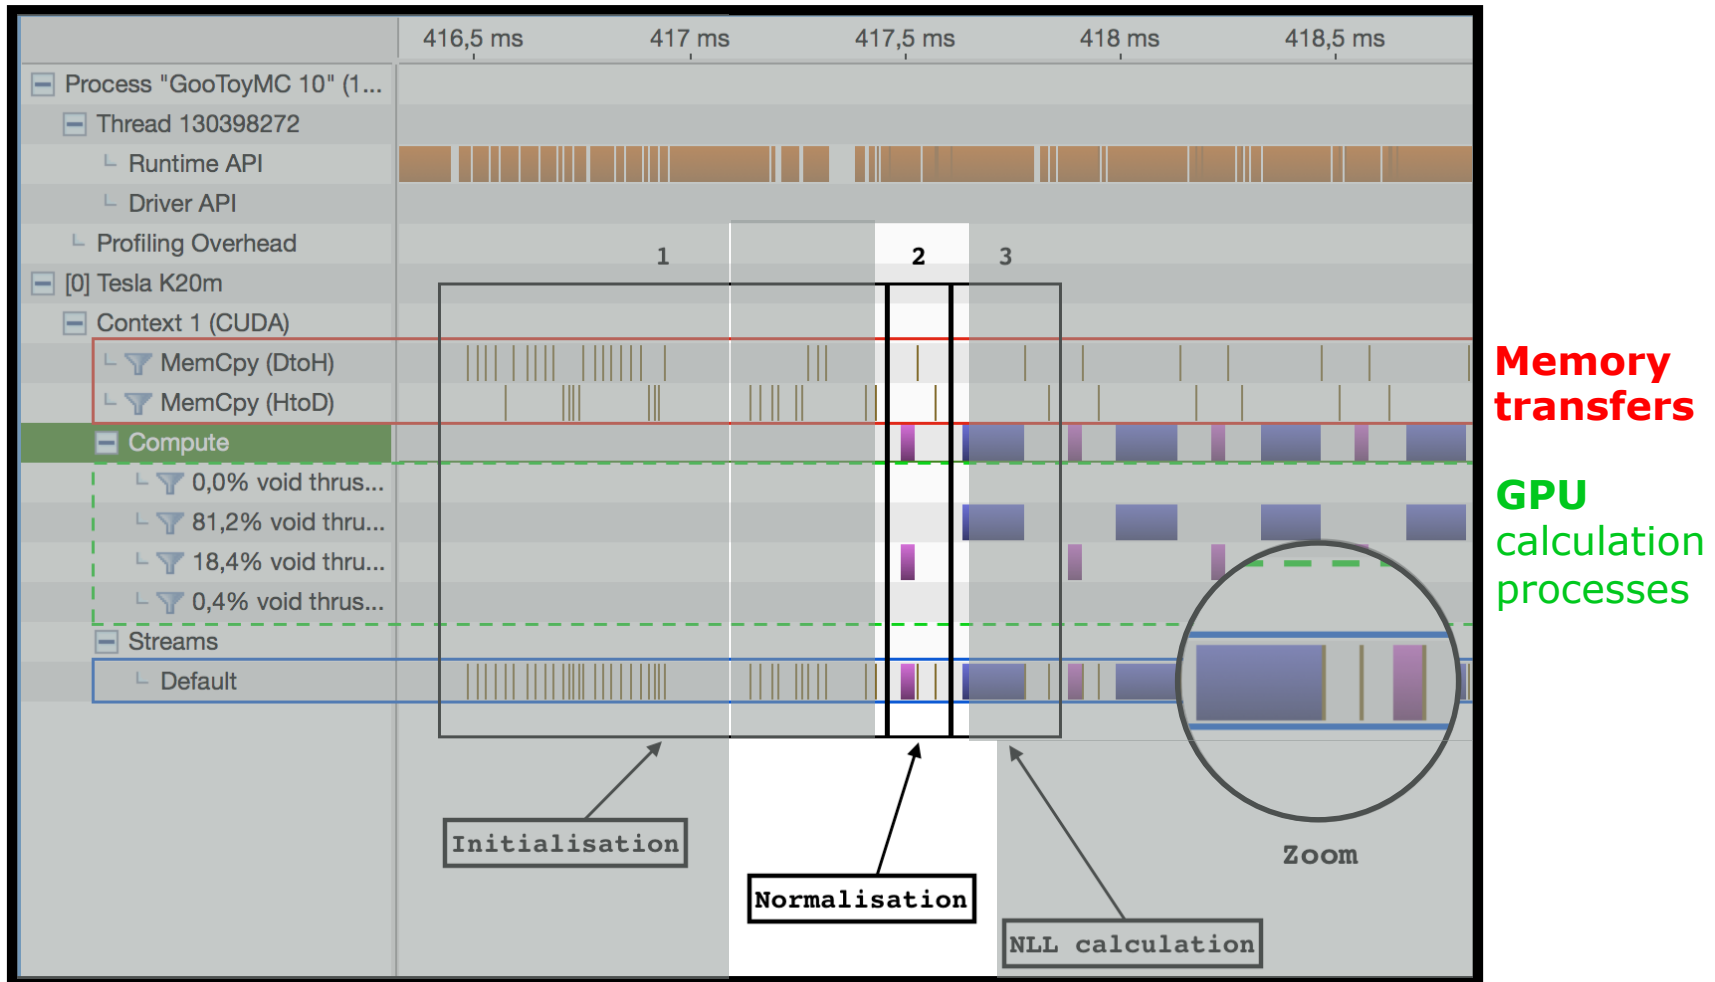 416,5 ms 417 ms 417,5 ms 418 ms 418,5 ms
Process "GooToyMC 10" (1...
Thread 130398272
Runtime API
Driver API
Profiling Overhead
1 2 3
[0] Tesla K20m
Context 1 (CUDA)
MemCpy (DtoH)
MemCpy (HtoD)
Compute
0,0% void thrus...
81,2% void thru...
18,4% void thru...
0,4% void thrus...
Streams
Default
Memory
transfers
GPU
calculation
processes
Initialisation
Normalisation
NLL calculation
Zoom